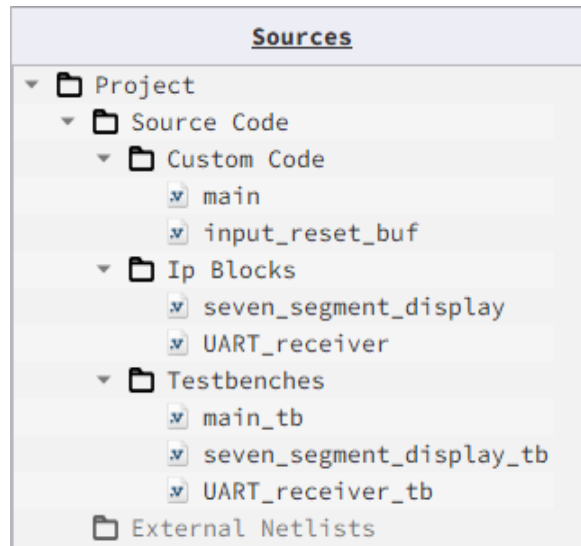 Sources
Project
Source Code
Custom Code
main
input_reset_buf
Ip Blocks
seven_segment_display
UART_receiver
Testbenches
main_tb
seven_segment_display_tb
UART_receiver_tb
External Netlists